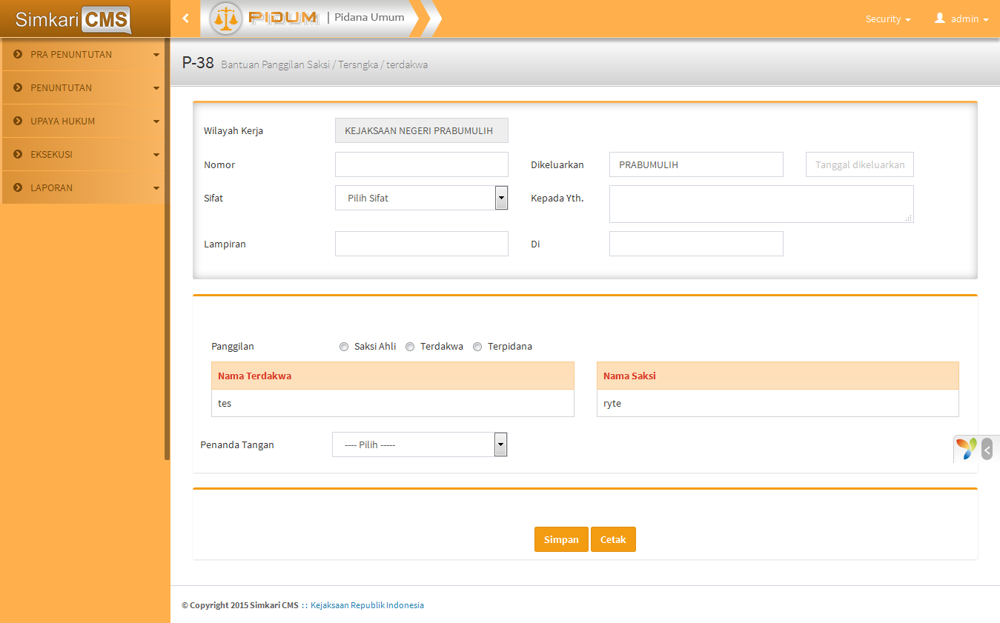 Simkari CMS
PIDUM | Pidana Umum
Security
admin
PRA PENUNTUTAN
PENUNTUTAN
UPAYA HUKUM
EKSEKUSI
LAPORAN
P-38 Bantuan Panggilan Saksi / Tersngka / terdakwa
Wilayah Kerja KEJAKSAAN NEGERI PRABUMULIH
Nomor Dikeluarkan PRABUMULIH Tanggal dikeluarkan
Sifat Pilih Sifat Kepada Yth.
Lampiran Di
Panggilan Saksi Ahli Terdakwa Terpidana
Nama Terdakwa Nama Saksi
tes ryte
Penanda Tangan ---- Pilih -----
Simpan Cetak
© Copyright 2015 Simkari CMS :: Kejaksaan Republik Indonesia